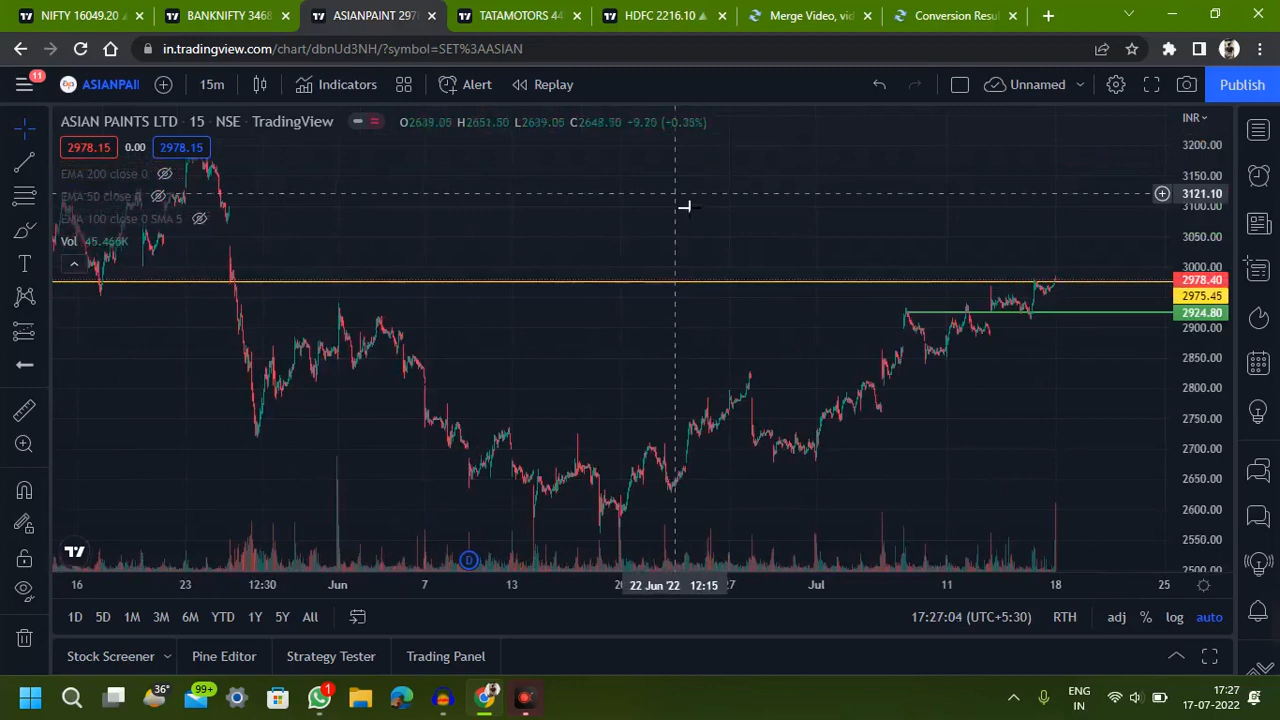 NIFTY 16049.20
BANKNIFTY 3468
ASIANPAINT 297
TATAMOTORS 44
HDFC 2216.10
Merge Video, vid
Conversion Resul
in.tradingview.com/chart/dbnUd3NH/?symbol=SET%3AASIAN
11
ASIANPAI
15m
Indicators
Alert
Replay
Unnamed
Publish
ASIAN PAINTS LTD · 15 · NSE · TradingView
O2639.05 H2651.50 L2639.05 C2648.50 -9.20 (-0.35%)
INR
2978.15
0.00
2978.15
EMA 200 close 0
EMA 50 close 0
EMA 100 close 0 SMA 5
Vol 45.466K
3200.00
3150.00
3121.10
3100.00
3050.00
3000.00
2978.40
2975.45
2924.80
2900.00
2850.00
2800.00
2750.00
2700.00
2650.00
2600.00
2550.00
2500.00
D
16
23
12:30
Jun
7
13
22 Jun '22 12:15
27
Jul
11
18
25
1D
5D
1M
3M
6M
YTD
1Y
5Y
All
17:27:04 (UTC+5:30)
RTH
adj
%
log
auto
Stock Screener
Pine Editor
Strategy Tester
Trading Panel
36°
99+
1
ENG
IN
17:27
17-07-2022